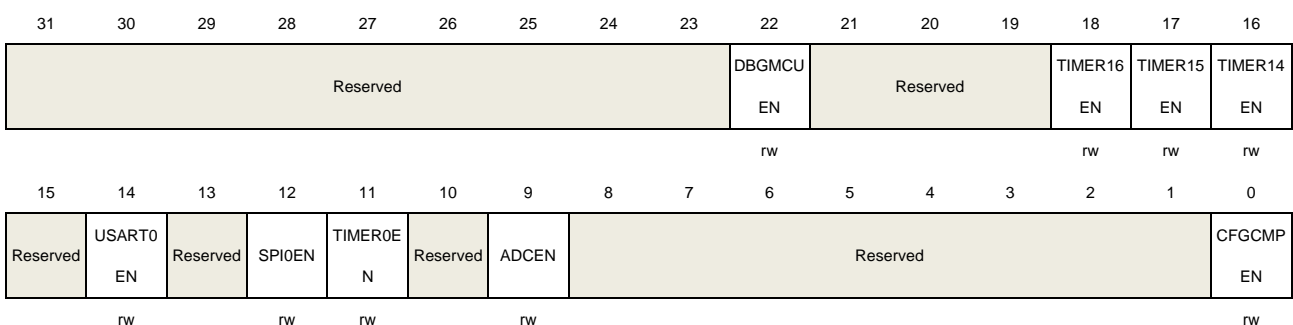 31 30 29 28 27 26 25 24 23 22 21 20 19 18 17 16
Reserved DBGMCU EN Reserved TIMER16 EN TIMER15 EN TIMER14 EN
rw rw rw rw
15 14 13 12 11 10 9 8 7 6 5 4 3 2 1 0
Reserved USART0 EN Reserved SPI0EN TIMER0E N Reserved ADCEN Reserved CFGCMP EN
rw rw rw rw rw